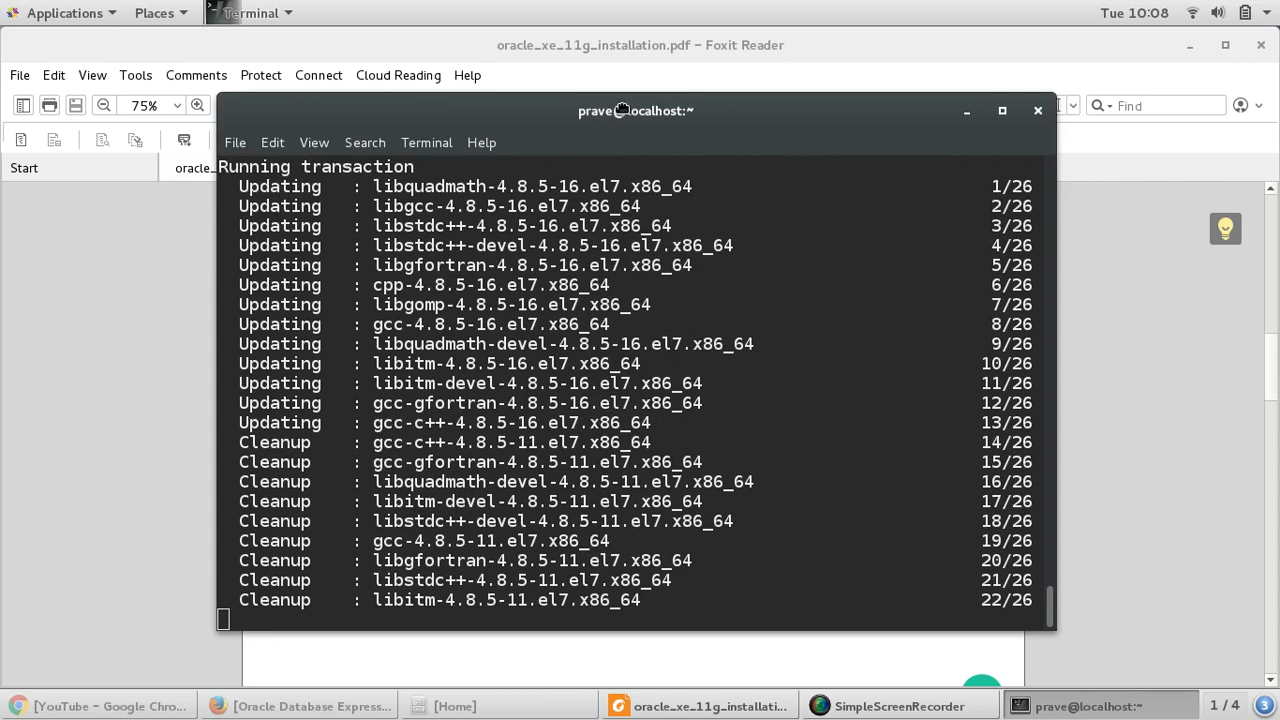 Applications Places Terminal Tue 10:08
oracle_xe_11g_installation.pdf - Foxit Reader
File Edit View Tools Comments Protect Connect Cloud Reading Help
75% Find
prave@localhost:~
File Edit View Search Terminal Help
Start oracle_
Running transaction
Updating : libquadmath-4.8.5-16.el7.x86_64 1/26
Updating : libgcc-4.8.5-16.el7.x86_64 2/26
Updating : libstdc++-4.8.5-16.el7.x86_64 3/26
Updating : libstdc++-devel-4.8.5-16.el7.x86_64 4/26
Updating : libgfortran-4.8.5-16.el7.x86_64 5/26
Updating : cpp-4.8.5-16.el7.x86_64 6/26
Updating : libgomp-4.8.5-16.el7.x86_64 7/26
Updating : gcc-4.8.5-16.el7.x86_64 8/26
Updating : libquadmath-devel-4.8.5-16.el7.x86_64 9/26
Updating : libitm-4.8.5-16.el7.x86_64 10/26
Updating : libitm-devel-4.8.5-16.el7.x86_64 11/26
Updating : gcc-gfortran-4.8.5-16.el7.x86_64 12/26
Updating : gcc-c++-4.8.5-16.el7.x86_64 13/26
Cleanup : gcc-c++-4.8.5-11.el7.x86_64 14/26
Cleanup : gcc-gfortran-4.8.5-11.el7.x86_64 15/26
Cleanup : libquadmath-devel-4.8.5-11.el7.x86_64 16/26
Cleanup : libitm-devel-4.8.5-11.el7.x86_64 17/26
Cleanup : libstdc++-devel-4.8.5-11.el7.x86_64 18/26
Cleanup : gcc-4.8.5-11.el7.x86_64 19/26
Cleanup : libgfortran-4.8.5-11.el7.x86_64 20/26
Cleanup : libstdc++-4.8.5-11.el7.x86_64 21/26
Cleanup : libitm-4.8.5-11.el7.x86_64 22/26
[YouTube – Google Chro... [Oracle Database Express... [Home] oracle_xe_11g_installati... SimpleScreenRecorder prave@localhost:~ 1 / 4 3